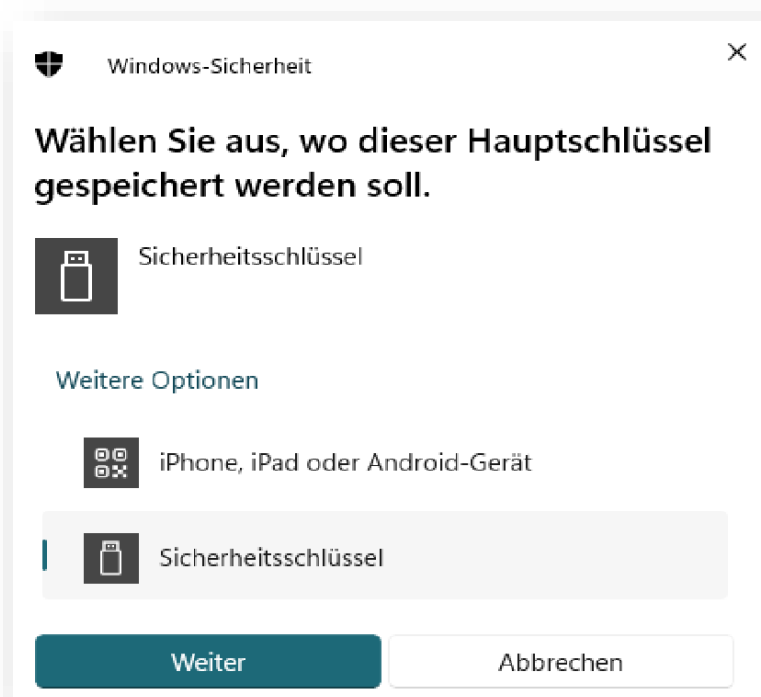 Windows-Sicherheit
Wählen Sie aus, wo dieser Hauptschlüssel
gespeichert werden soll.
Sicherheitsschlüssel
Weitere Optionen
iPhone, iPad oder Android-Gerät
Sicherheitsschlüssel
Weiter
Abbrechen